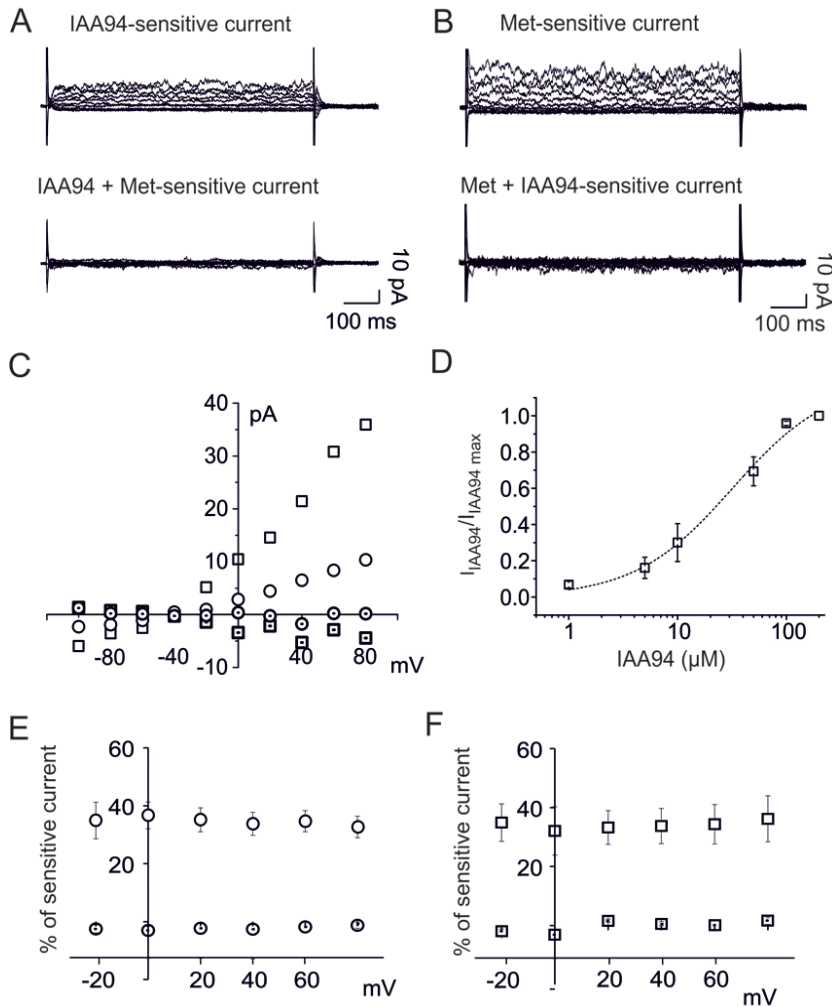 A
IAA94-sensitive current
IAA94 + Met-sensitive current
10 pA
100 ms
B
Met-sensitive current
Met + IAA94-sensitive current
10 pA
100 ms
C
pA
40
30
20
10
-10
-80
-40
40
80
mV
D
I IAA94/I IAA94 max
1.0
0.8
0.6
0.4
0.2
0.0
1
10
100
IAA94 (µM)
E
% of sensitive current
60
40
20
-20
20
40
60
mV
F
% of sensitive current
60
40
20
-20
20
40
60
mV